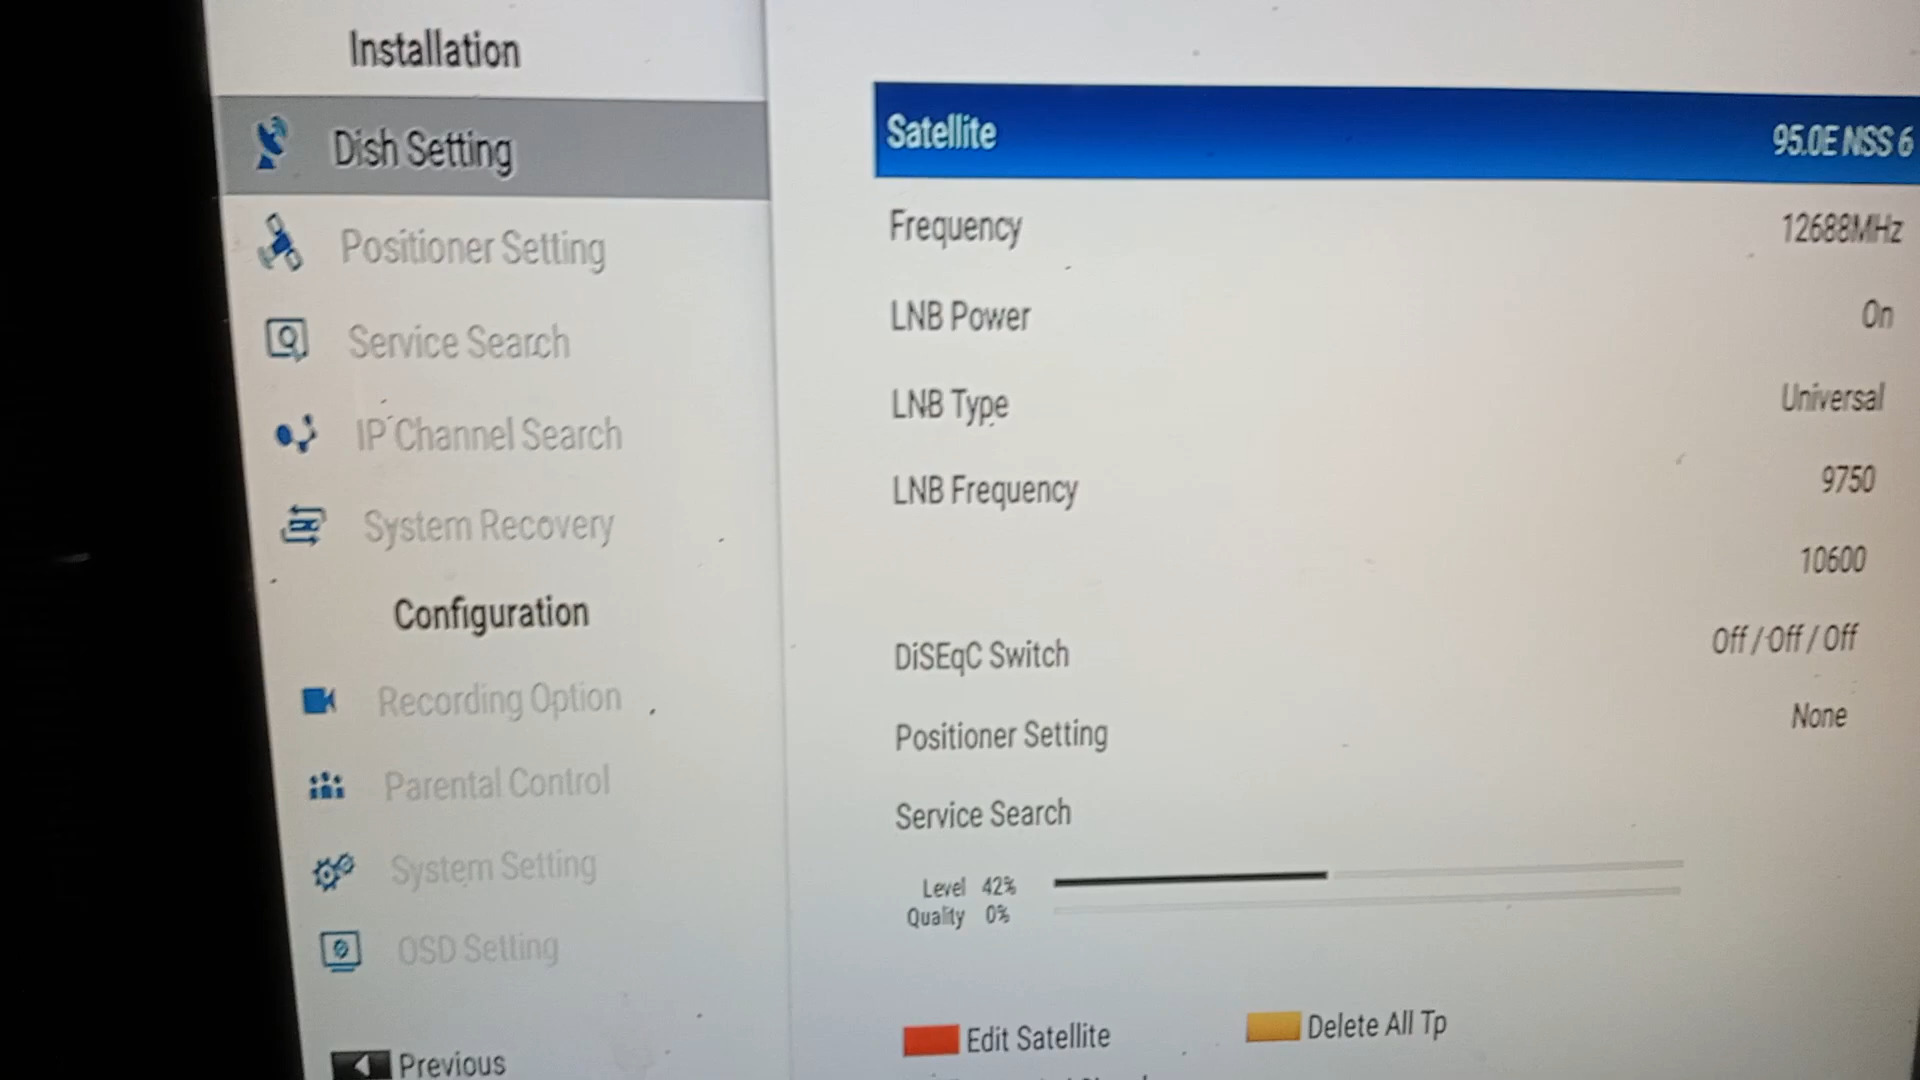 Installation
Dish Setting
Positioner Setting
Service Search
IP Channel Search
System Recovery
Configuration
Recording Option
Parental Control
System Setting
OSD Setting
Previous
Satellite 95.0E NSS 6
Frequency 12688MHz
LNB Power On
LNB Type Universal
LNB Frequency 9750
10600
DiSEqC Switch Off / Off / Off
Positioner Setting None
Service Search
Level 42%
Quality 0%
Edit Satellite Delete All Tp